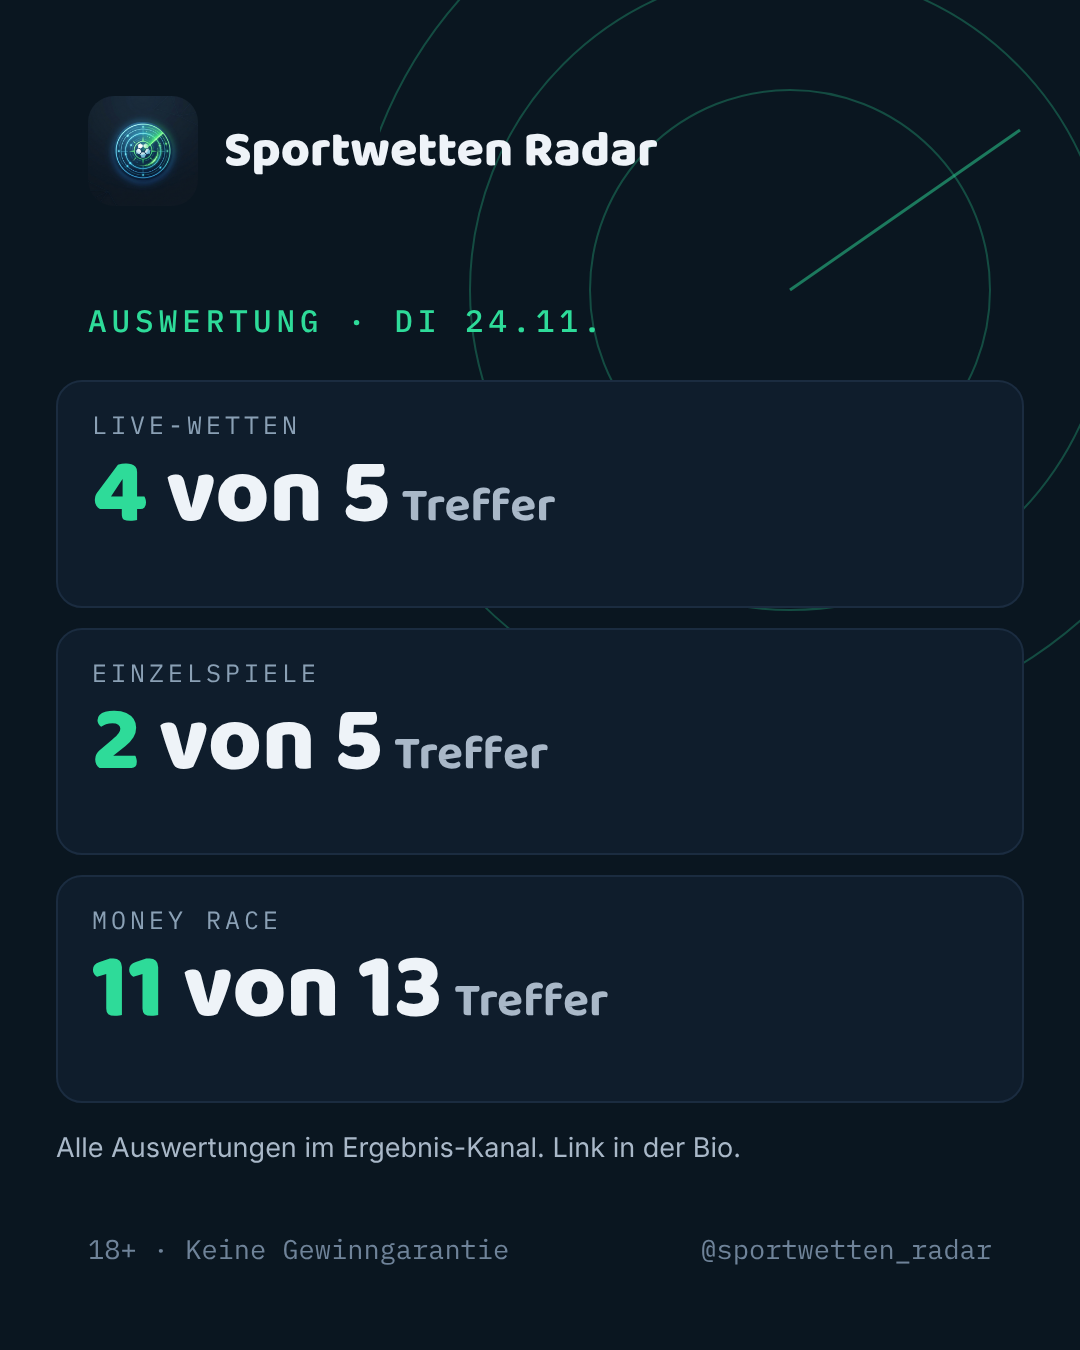 Sportwetten Radar
AUSWERTUNG · DI 24.11.
LIVE-WETTEN
4 von 5 Treffer
EINZELSPIELE
2 von 5 Treffer
MONEY RACE
11 von 13 Treffer
Alle Auswertungen im Ergebnis-Kanal. Link in der Bio.
18+ · Keine Gewinngarantie @sportwetten_radar